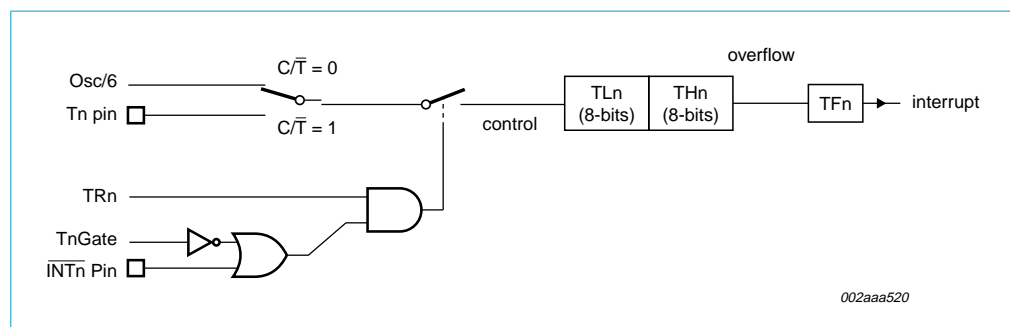 overflow
C/T̅ = 0
Osc/6
Tn pin
C/T̅ = 1
control
TLn
(8-bits)
THn
(8-bits)
TFn
interrupt
TRn
TnGate
I̅N̅T̅n̅ Pin
002aaa520